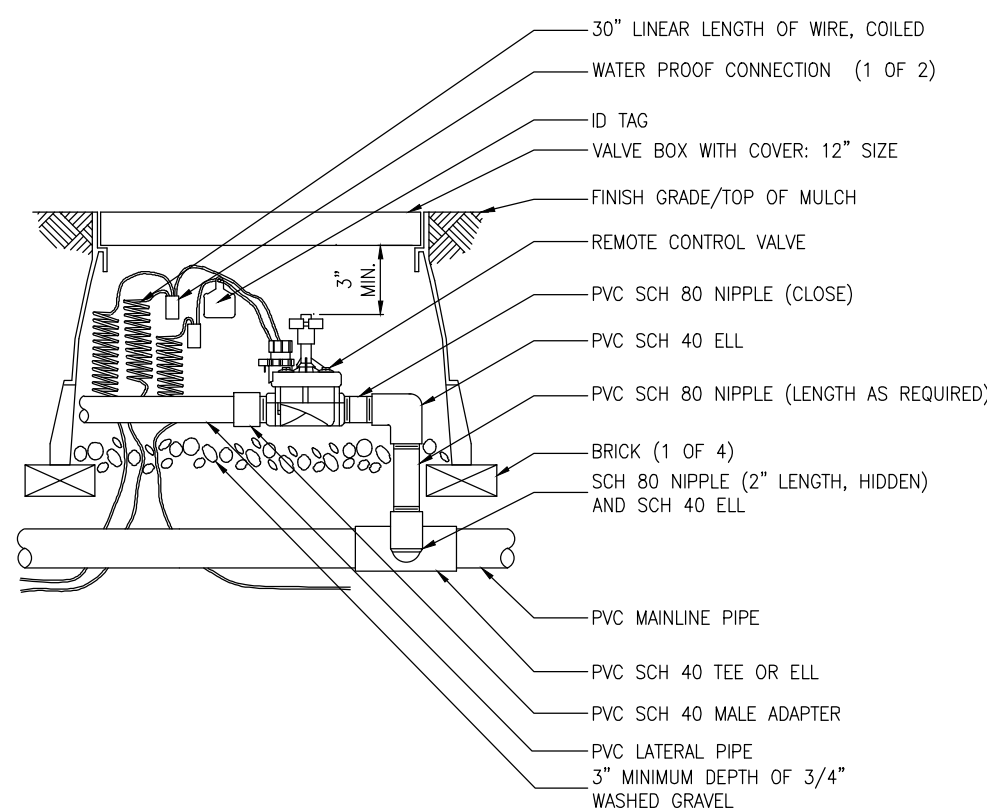 30” LINEAR LENGTH OF WIRE, COILED
WATER PROOF CONNECTION (1 OF 2)
ID TAG
VALVE BOX WITH COVER: 12” SIZE
FINISH GRADE/TOP OF MULCH
REMOTE CONTROL VALVE
3”
MIN.
PVC SCH 80 NIPPLE (CLOSE)
PVC SCH 40 ELL
PVC SCH 80 NIPPLE (LENGTH AS REQUIRED)
BRICK (1 OF 4)
SCH 80 NIPPLE (2” LENGTH, HIDDEN)
AND SCH 40 ELL
PVC MAINLINE PIPE
PVC SCH 40 TEE OR ELL
PVC SCH 40 MALE ADAPTER
PVC LATERAL PIPE
3” MINIMUM DEPTH OF 3/4”
WASHED GRAVEL